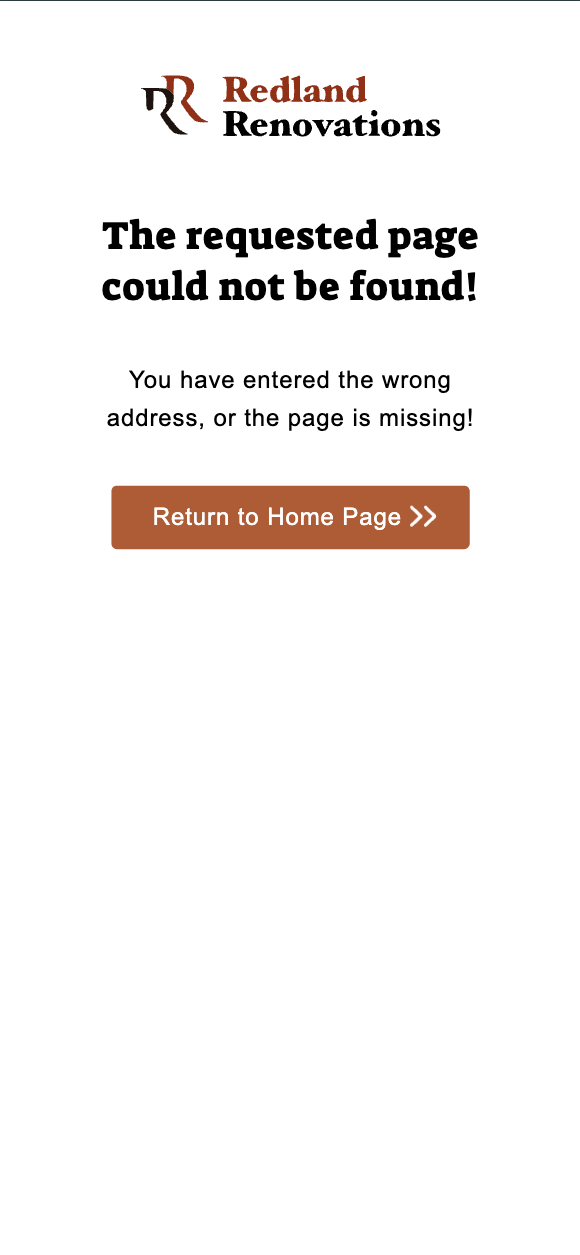 Redland
Renovations
The requested page
could not be found!
You have entered the wrong
address, or the page is missing!
Return to Home Page